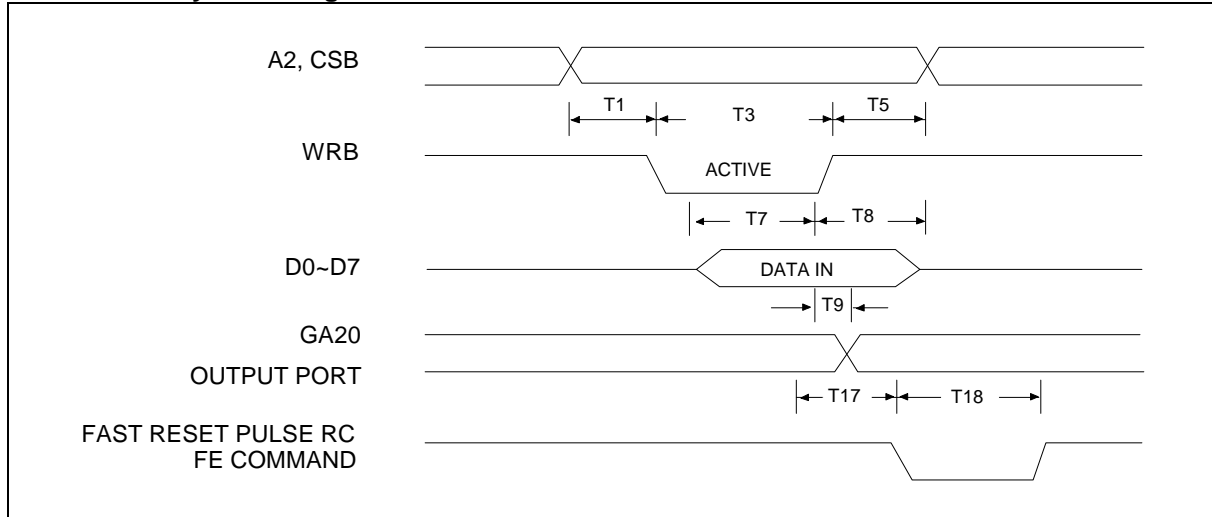 A2, CSB
T1
T3
T5
WRB
ACTIVE
T7
T8
D0~D7
DATA IN
T9
GA20
OUTPUT PORT
T17
T18
FAST RESET PULSE RC
FE COMMAND